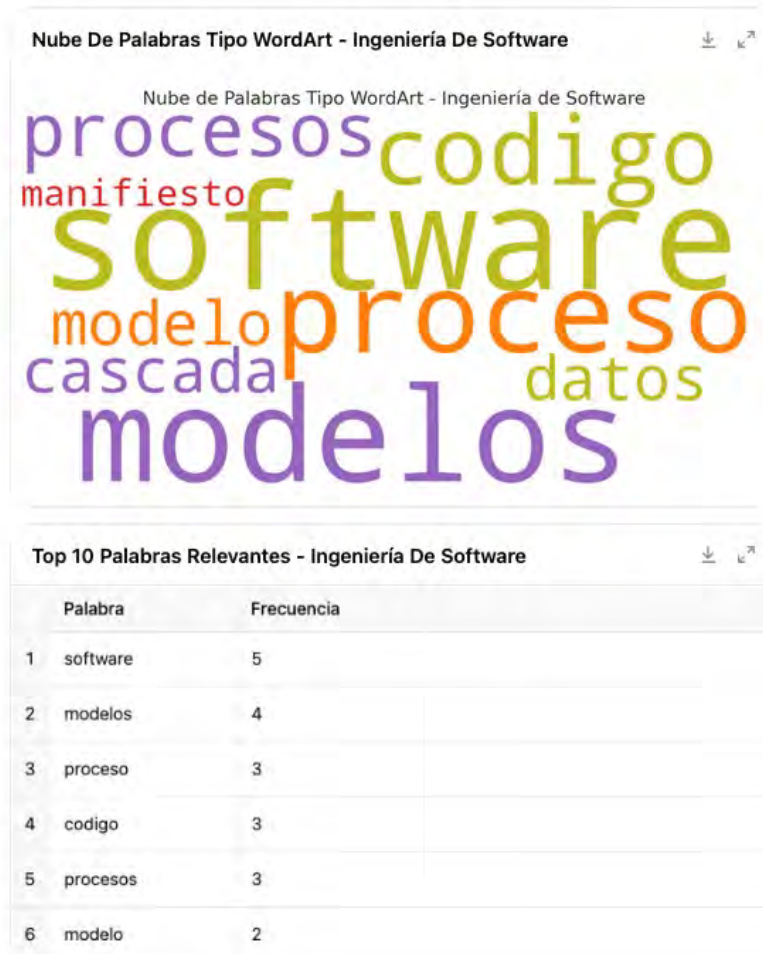 Nube De Palabras Tipo WordArt - Ingeniería De Software
Nube de Palabras Tipo WordArt - Ingeniería de Software
procesos codigo
manifiesto
software
modelo proceso
cascada datos
modelos
Top 10 Palabras Relevantes - Ingeniería De Software
Palabra Frecuencia
1 software 5
2 modelos 4
3 proceso 3
4 codigo 3
5 procesos 3
6 modelo 2